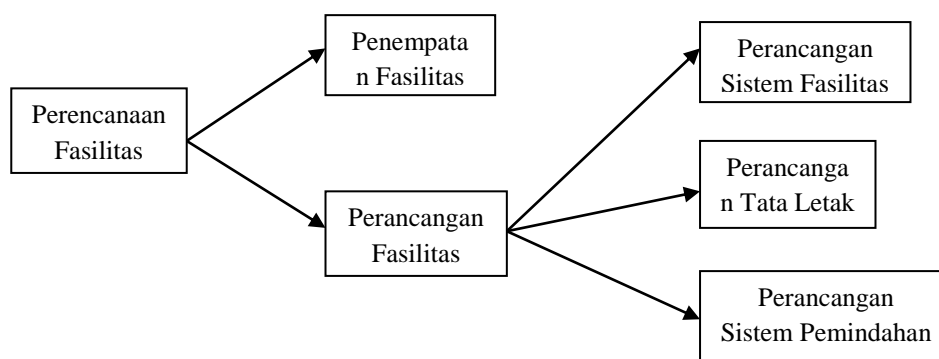 Perencanaan
Fasilitas
Penempata
n Fasilitas
Perancangan
Fasilitas
Perancangan
Sistem Fasilitas
Perancanga
n Tata Letak
Perancangan
Sistem Pemindahan